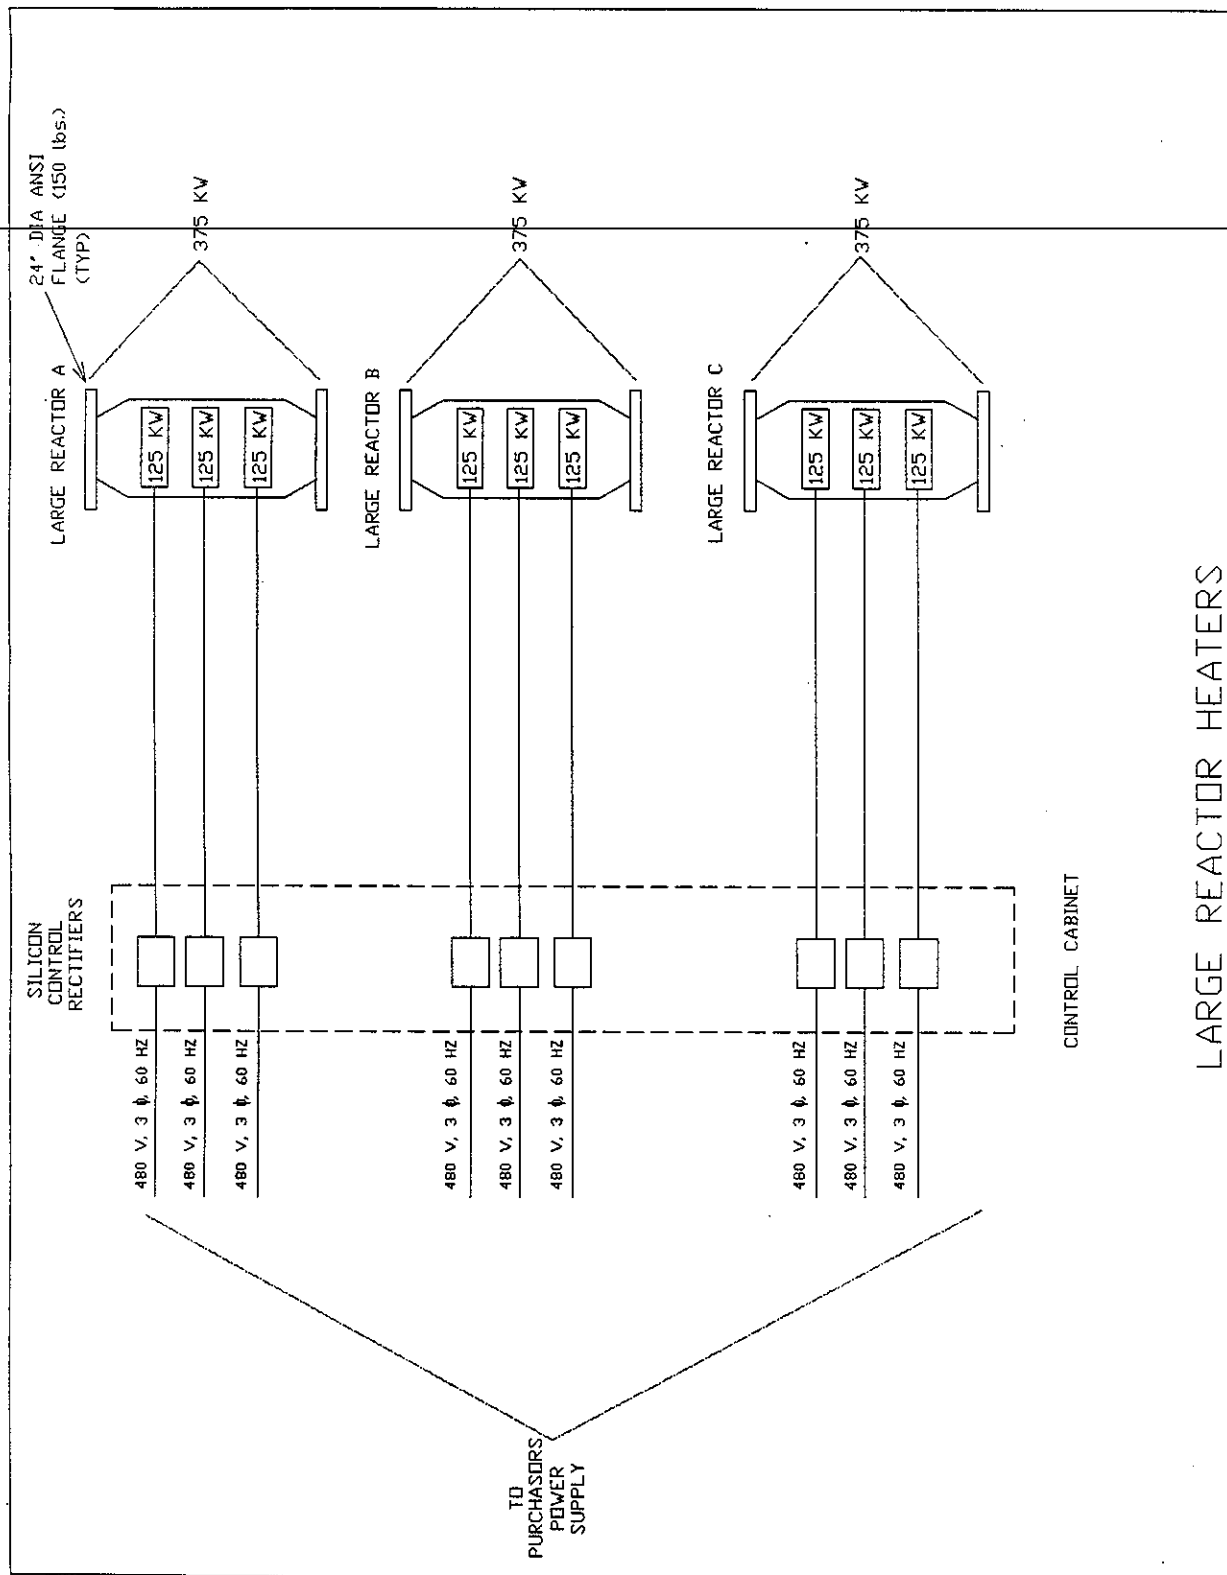 24' DIA ANSI
FLANGE (150 lbs.)
(TYP)
LARGE REACTOR A
125 KW
125 KW
125 KW
375 KW
LARGE REACTOR B
125 KW
125 KW
125 KW
375 KW
LARGE REACTOR C
125 KW
125 KW
125 KW
375 KW
SILICON
CONTROL
RECTIFIERS
480 V, 3 ϕ, 60 HZ
480 V, 3 ϕ, 60 HZ
480 V, 3 ϕ, 60 HZ
480 V, 3 ϕ, 60 HZ
480 V, 3 ϕ, 60 HZ
480 V, 3 ϕ, 60 HZ
480 V, 3 ϕ, 60 HZ
480 V, 3 ϕ, 60 HZ
480 V, 3 ϕ, 60 HZ
CONTROL CABINET
TO
PURCHASORS
POWER
SUPPLY
LARGE REACTOR HEATERS